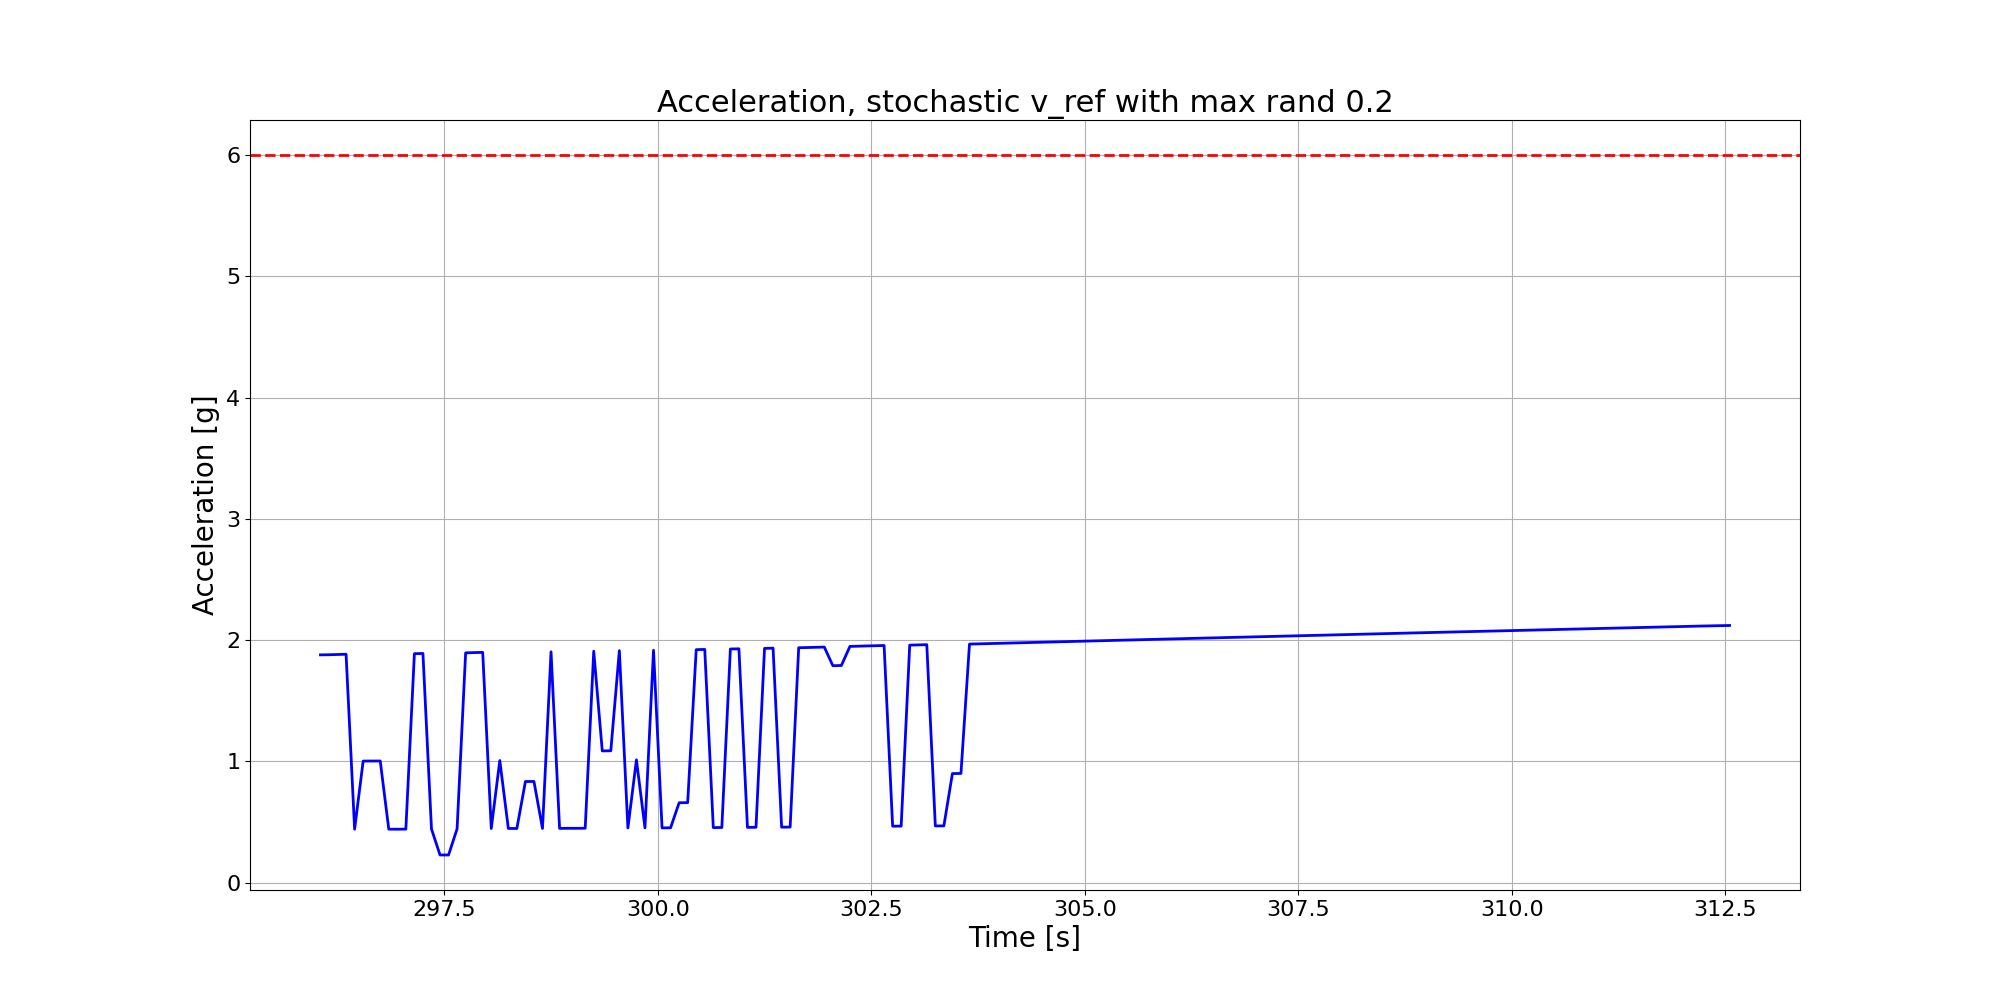 Acceleration, stochastic v_ref with max rand 0.2
6
5
4
3
2
1
0
Acceleration [g]
297.5 300.0 302.5 305.0 307.5 310.0 312.5
Time [s]